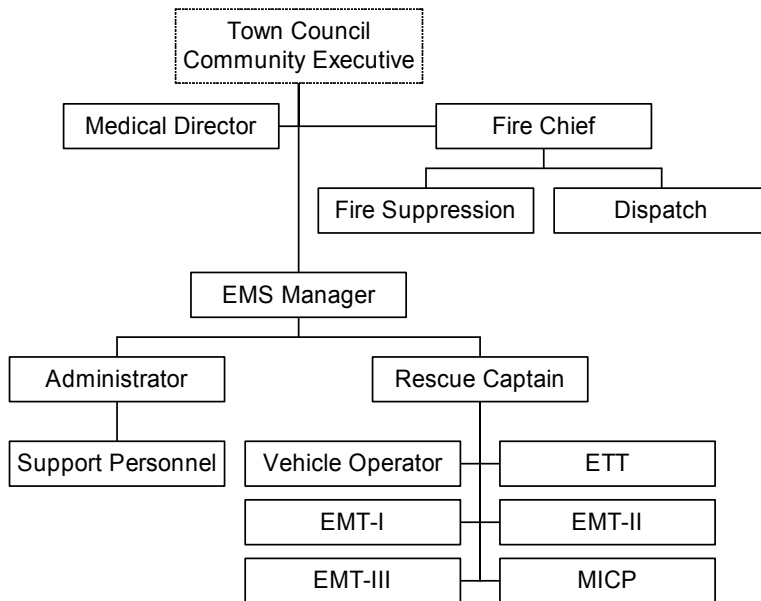 Town Council
Community Executive
Medical Director
Fire Chief
Fire Suppression
Dispatch
EMS Manager
Administrator
Rescue Captain
Support Personnel
Vehicle Operator
ETT
EMT-I
EMT-II
EMT-III
MICP